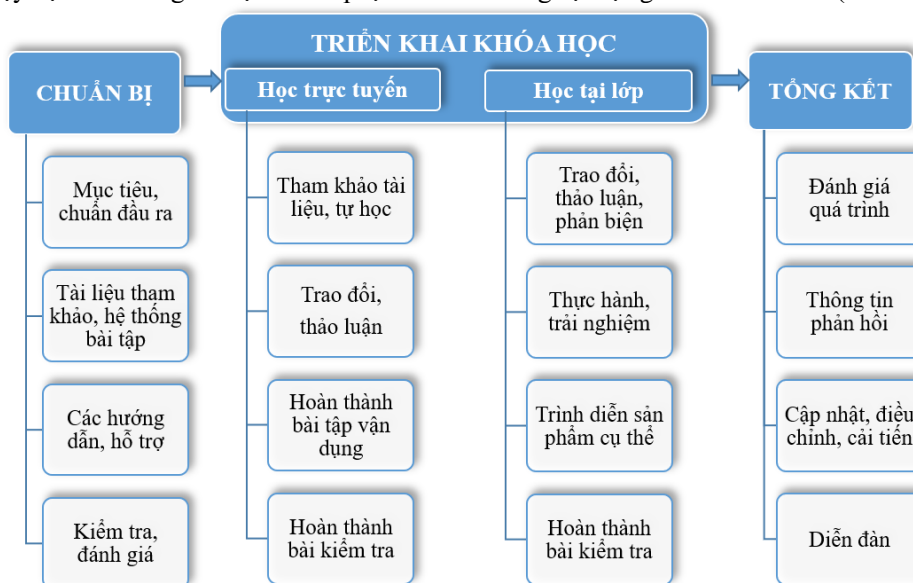 TRIỂN KHAI KHÓA HỌC
CHUẨN BỊ
Học trực tuyến
Học tại lớp
TỔNG KẾT
Mục tiêu,
chuẩn đầu ra
Tài liệu tham
khảo, hệ thống
bài tập
Các hướng
dẫn, hỗ trợ
Kiểm tra,
đánh giá
Tham khảo tài
liệu, tự học
Trao đổi,
thảo luận
Hoàn thành
bài tập vận
dụng
Hoàn thành
bài kiểm tra
Trao đổi,
thảo luận,
phản biện
Thực hành,
trải nghiệm
Trình diễn sản
phẩm cụ thể
Hoàn thành
bài kiểm tra
Đánh giá
quá trình
Thông tin
phản hồi
Cập nhật, điều
chỉnh, cải tiến
Diễn đàn